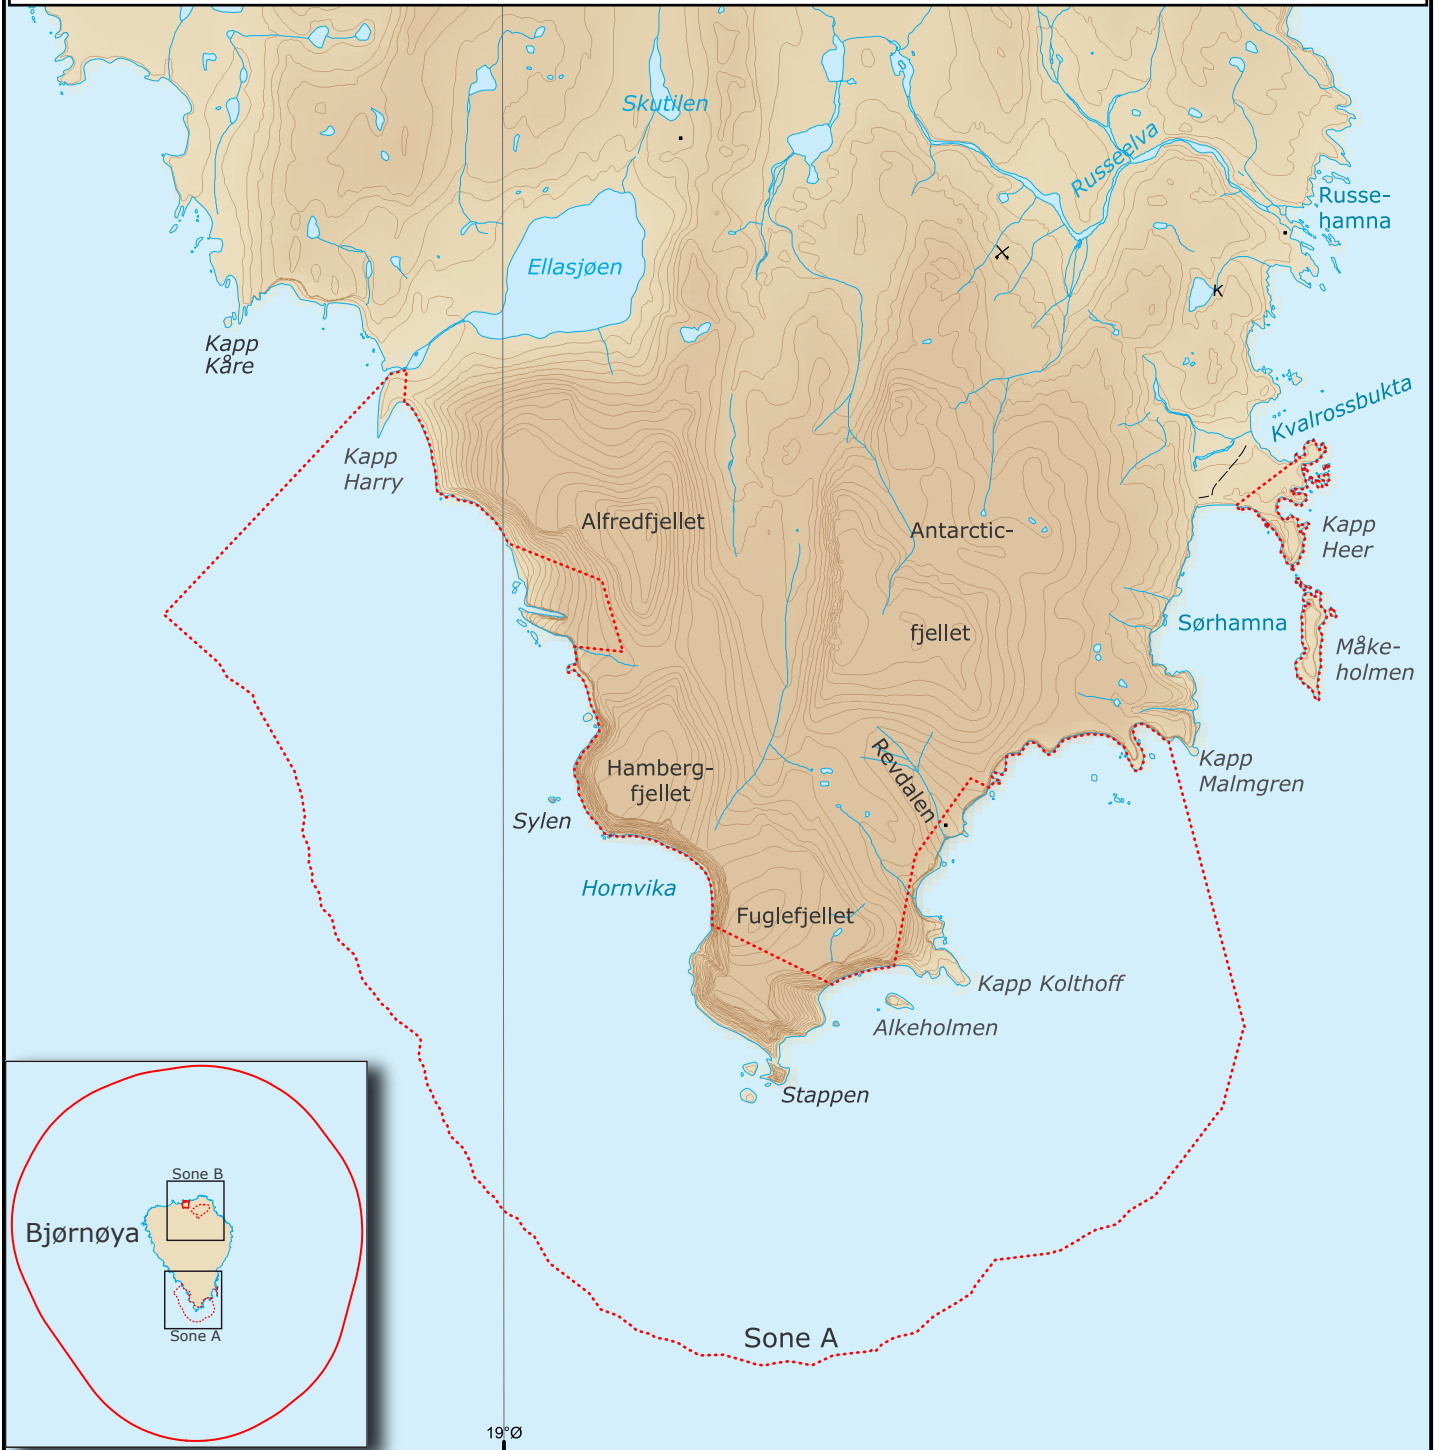 Skutilen
Russeelva
Russe-
hamna
Ellasjøen
K
Kapp
Kåre
Kvalrossbukta
Kapp
Harry
Alfredfjellet
Antarctic-
fjellet
Kapp
Heer
Sørhamna
Måke-
holmen
Revdalen
Kapp
Malmgren
Hamberg-
fjellet
Sylen
Hornvika
Fuglefjellet
Kapp Kolthoff
Alkeholmen
Stappen
Sone B
Bjørnøya
Sone A
Sone A
19°Ø